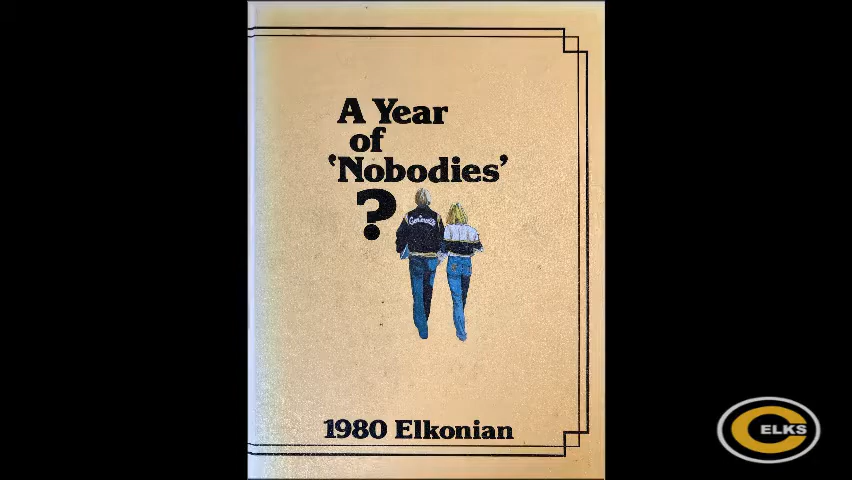 A Year
of
‘Nobodies’
?
1980 Elkonian
C
ELKS